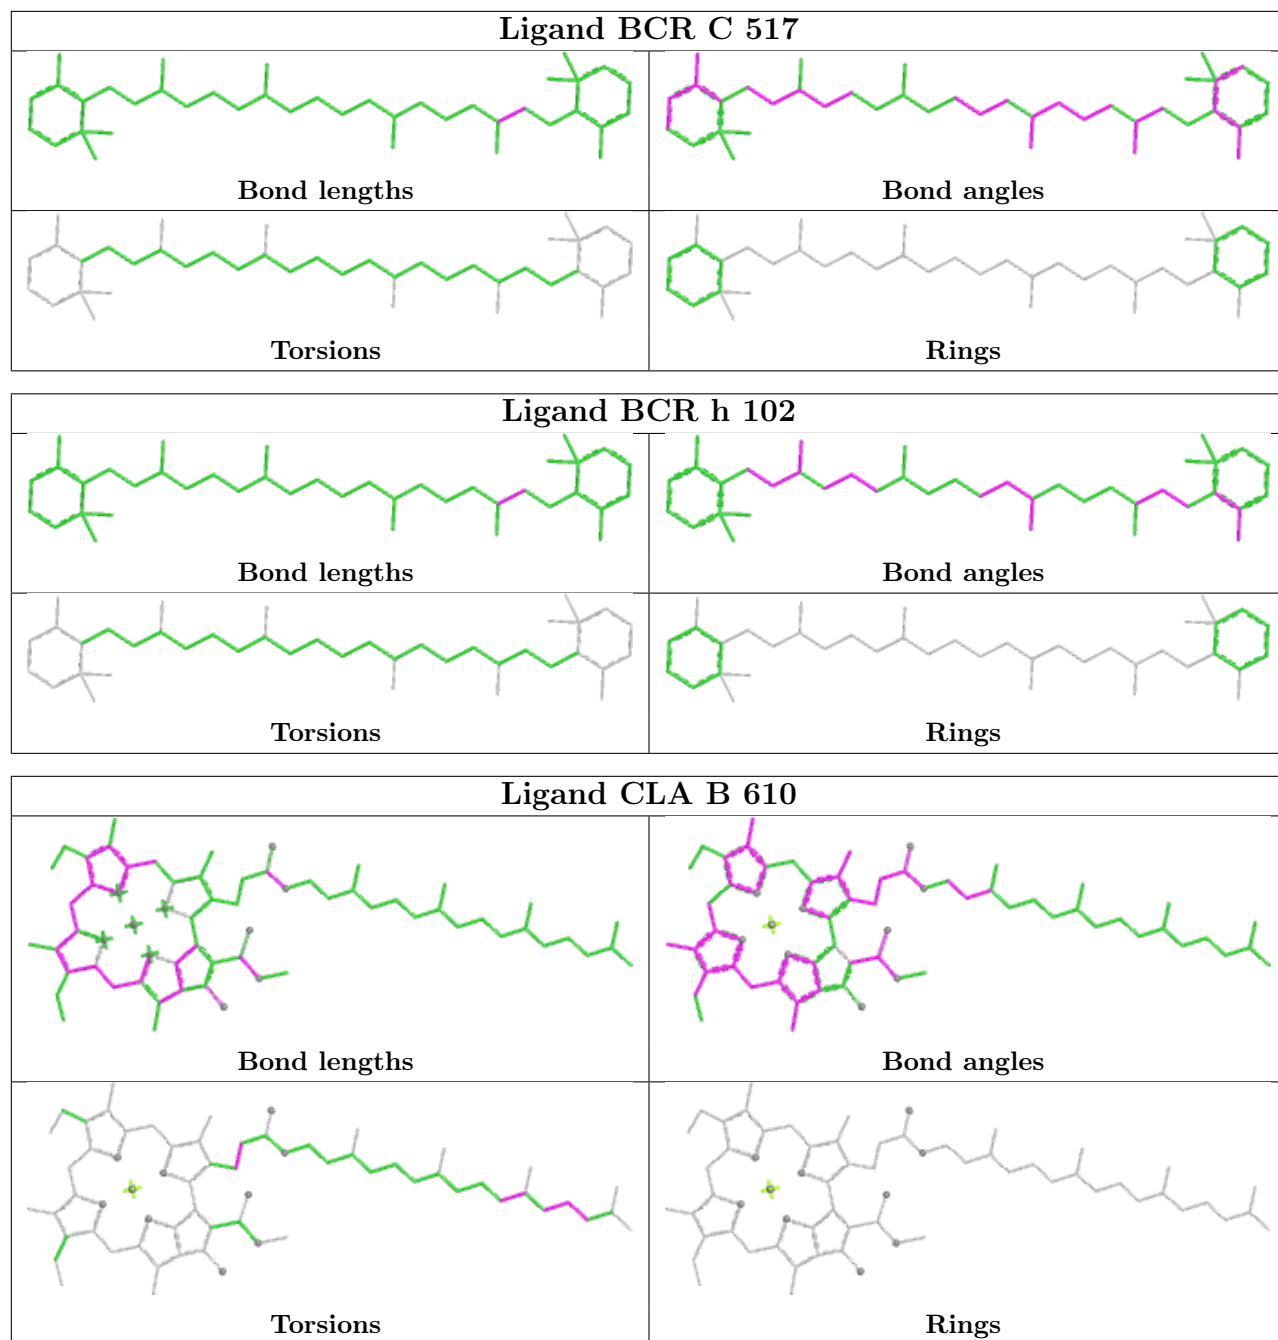 Ligand BCR C 517
Bond lengths
Bond angles
Torsions
Rings
Ligand BCR h 102
Bond lengths
Bond angles
Torsions
Rings
Ligand CLA B 610
Bond lengths
Bond angles
Torsions
Rings